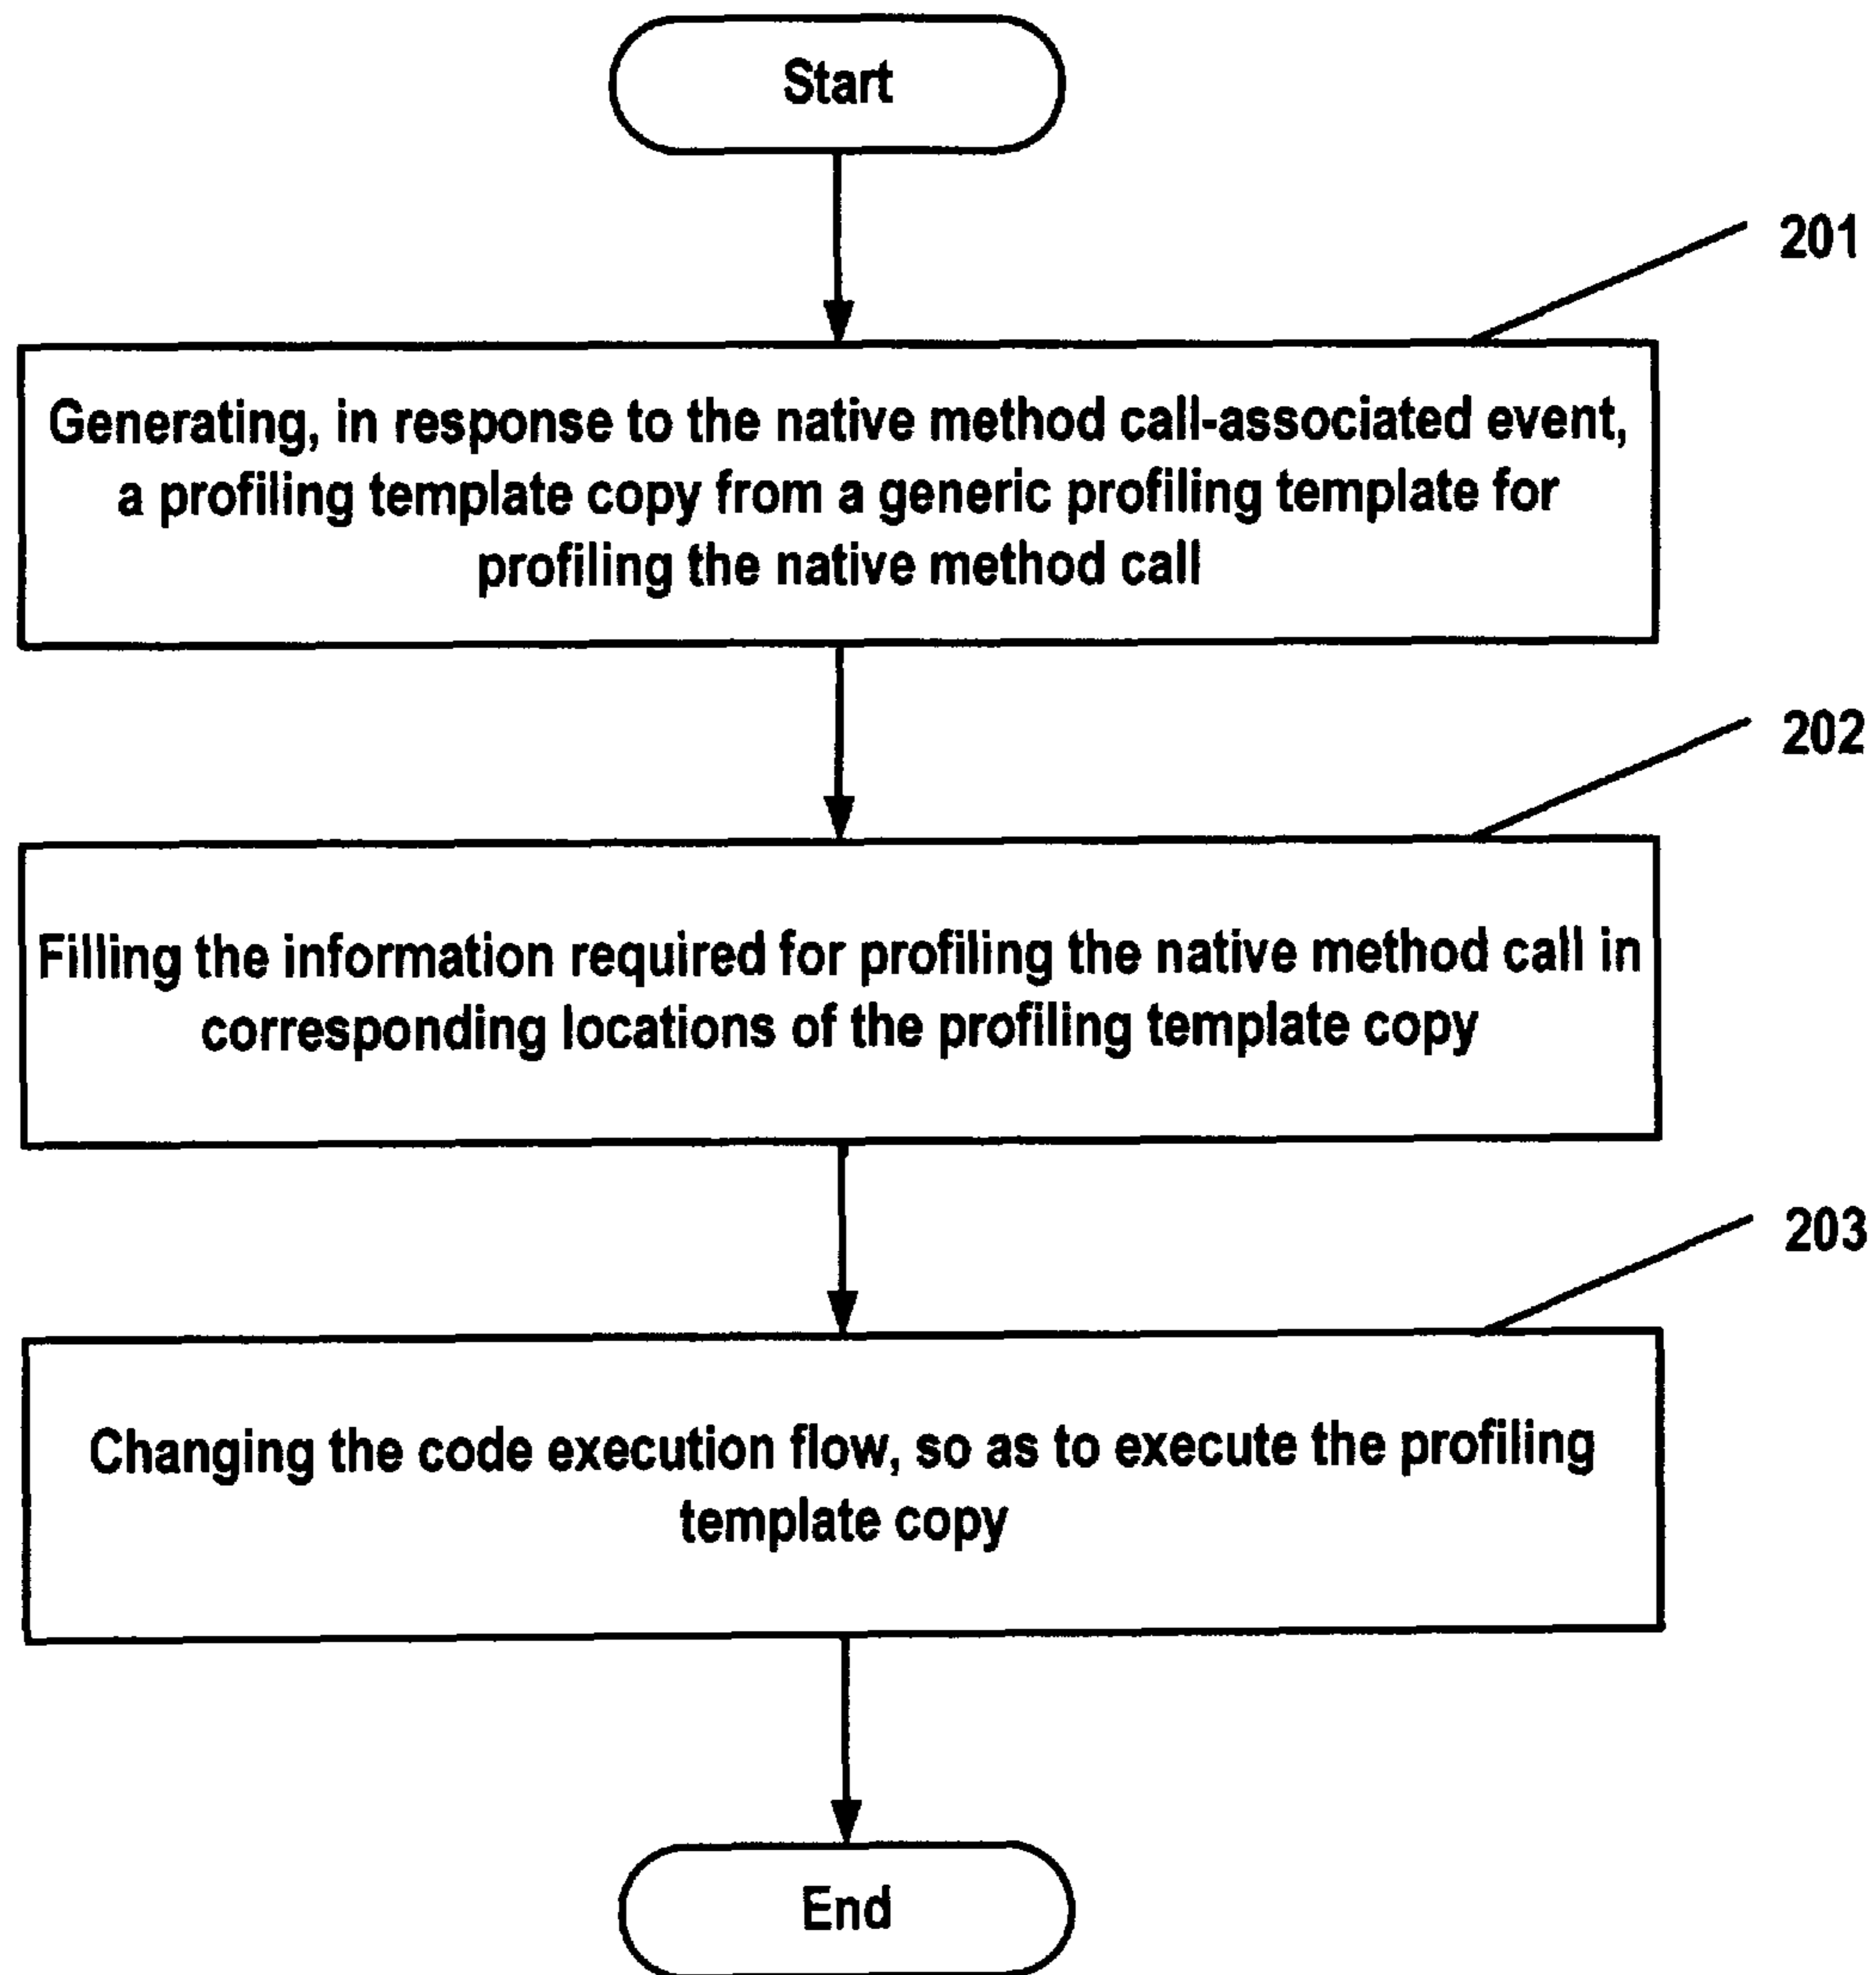 Start
201
Generating, in response to the native method call-associated event,
a profiling template copy from a generic profiling template for
profiling the native method call
202
Filling the information required for profiling the native method call in
corresponding locations of the profiling template copy
203
Changing the code execution flow, so as to execute the profiling
template copy
End